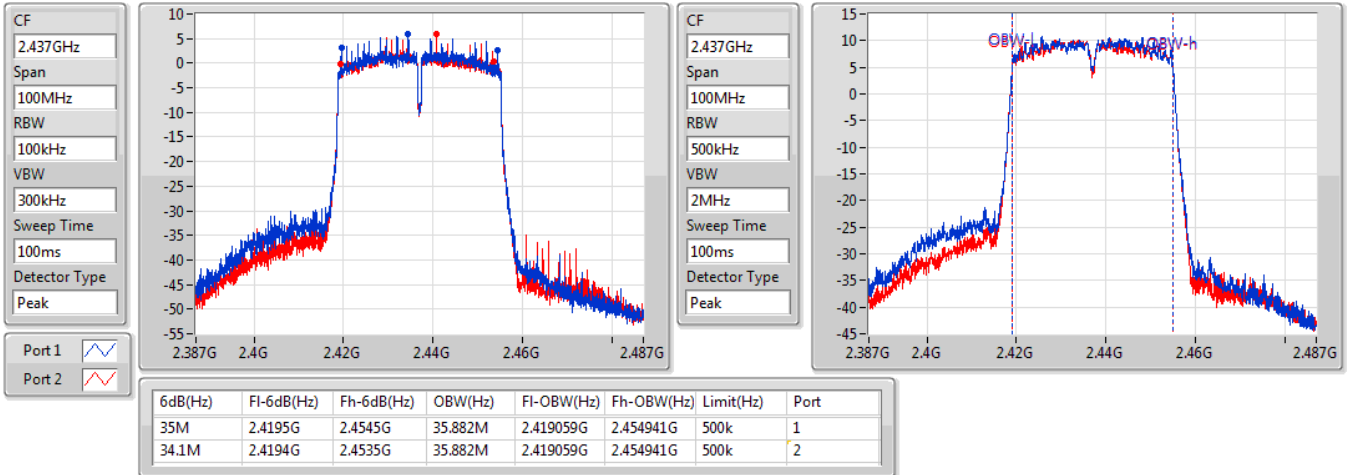 CF
2.437GHz
Span
100MHz
RBW
100kHz
VBW
300kHz
Sweep Time
100ms
Detector Type
Peak
10
5
0
-5
-10
-15
-20
-25
-30
-35
-40
-45
-50
-55
2.387G 2.4G 2.42G 2.44G 2.46G 2.487G
CF
2.437GHz
Span
100MHz
RBW
500kHz
VBW
2MHz
Sweep Time
100ms
Detector Type
Peak
15
10
5
0
-5
-10
-15
-20
-25
-30
-35
-40
-45
OBW-l OBW-h
2.387G 2.4G 2.42G 2.44G 2.46G 2.487G
Port 1
Port 2
6dB(Hz) Fl-6dB(Hz) Fh-6dB(Hz) OBW(Hz) Fl-OBW(Hz) Fh-OBW(Hz) Limit(Hz) Port
35M 2.4195G 2.4545G 35.882M 2.419059G 2.454941G 500k 1
34.1M 2.4194G 2.4535G 35.882M 2.419059G 2.454941G 500k 2